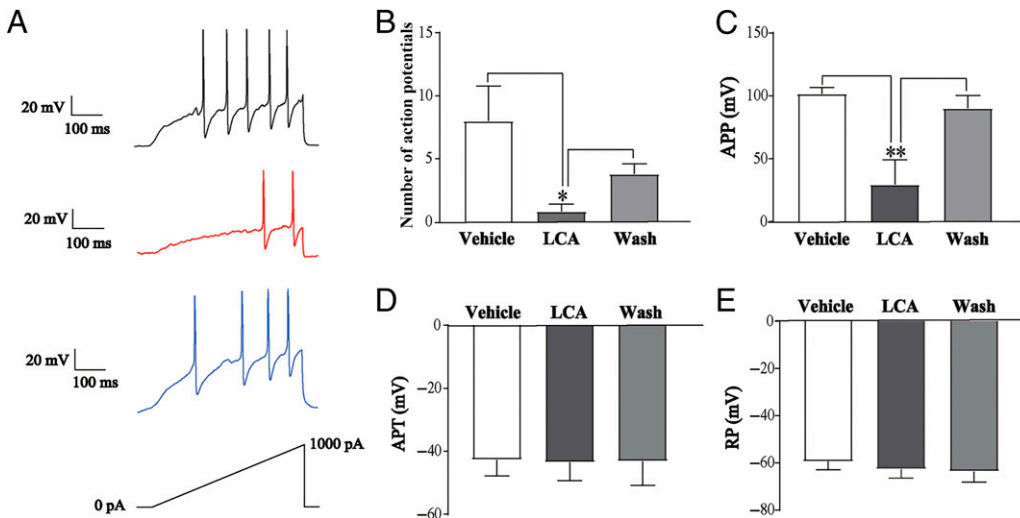 A
20 mV
100 ms
20 mV
100 ms
20 mV
100 ms
1000 pA
0 pA
B
Number of action potentials
15
10
5
0
*
Vehicle LCA Wash
C
APP (mV)
150
100
50
0
**
Vehicle LCA Wash
D
Vehicle LCA Wash
APT (mV)
0
−20
−40
−60
E
Vehicle LCA Wash
RP (mV)
0
−20
−40
−60
−80